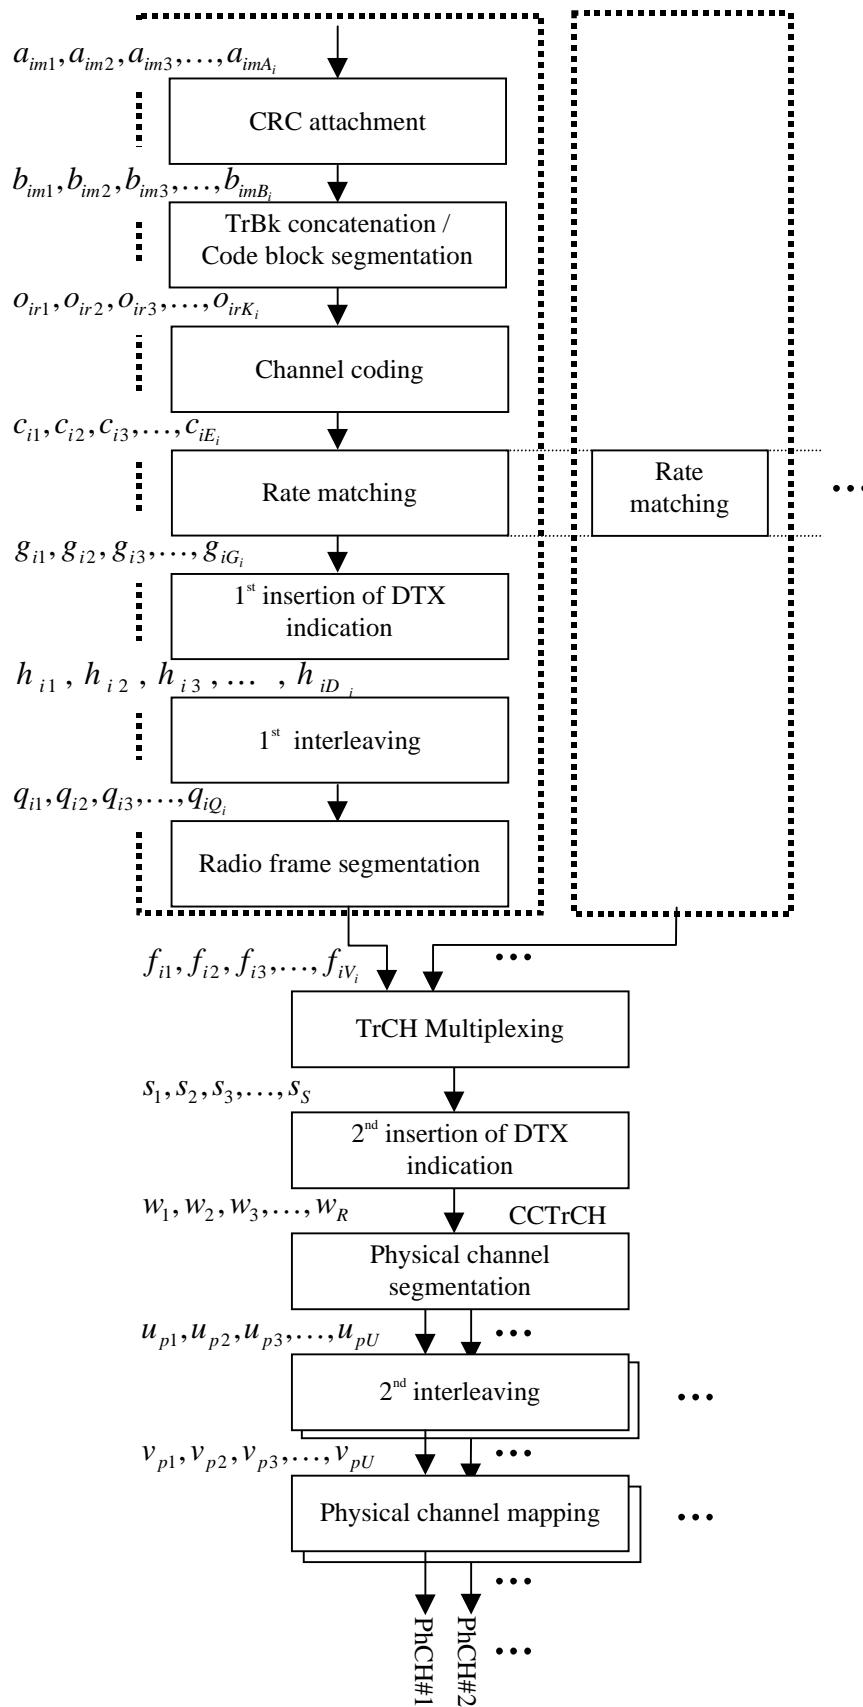 a_{im1}, a_{im2}, a_{im3}, …, a_{imA_i}
CRC attachment
b_{im1}, b_{im2}, b_{im3}, …, b_{imB_i}
TrBk concatenation /
Code block segmentation
o_{ir1}, o_{ir2}, o_{ir3}, …, o_{irK_i}
Channel coding
c_{i1}, c_{i2}, c_{i3}, …, c_{iE_i}
Rate matching
Rate
matching
…
g_{i1}, g_{i2}, g_{i3}, …, g_{iG_i}
1st insertion of DTX
indication
h_{i1}, h_{i2}, h_{i3}, …, h_{iD_i}
1st interleaving
q_{i1}, q_{i2}, q_{i3}, …, q_{iQ_i}
Radio frame segmentation
f_{i1}, f_{i2}, f_{i3}, …, f_{iV_i}
…
TrCH Multiplexing
s_1, s_2, s_3, …, s_S
2nd insertion of DTX
indication
w_1, w_2, w_3, …, w_R
CCTrCH
Physical channel
segmentation
u_{p1}, u_{p2}, u_{p3}, …, u_{pU}
…
2nd interleaving
…
v_{p1}, v_{p2}, v_{p3}, …, v_{pU}
…
Physical channel mapping
…
…
PhCH#1
PhCH#2
…